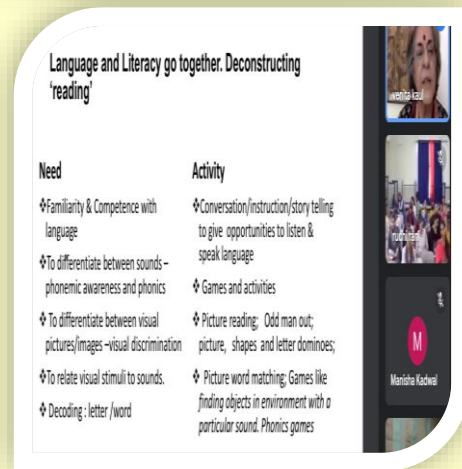 Language and Literacy go together. Deconstructing
‘reading’
Need
❖Familiarity & Competence with
language
❖To differentiate between sounds –
phonemic awareness and phonics
❖ To differentiate between visual
pictures/images –visual discrimination
❖To relate visual stimuli to sounds.
❖ Decoding : letter /word
Activity
❖Conversation/instruction/story telling
to give opportunities to listen &
speak language
❖ Games and activities
❖ Picture reading; Odd man out;
picture, shapes and letter dominoes;
❖ Picture word matching; Games like
finding objects in environment with a
particular sound. Phonics games
venita kaul
M
Manisha Kadwal